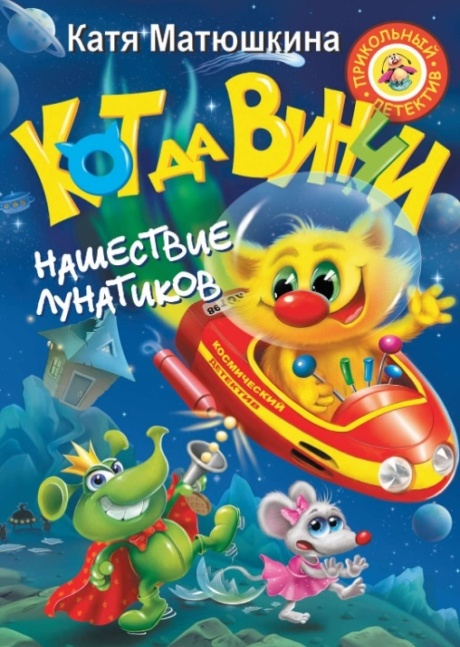 Катя Матюшкина
ПРИКОЛЬНЫЙ
ДЕТЕКТИВ
КОТ ДА ВИНЧИ
НАШЕСТВИЕ
ЛУНАТИКОВ
КОСМИЧЕСКИЙ
ДЕТЕКТИВ